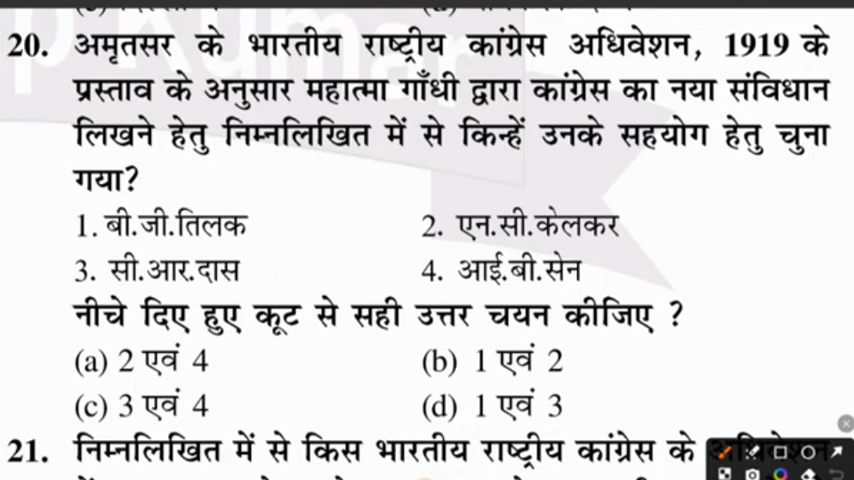 20. अमृतसर के भारतीय राष्ट्रीय कांग्रेस अधिवेशन, 1919 के
प्रस्ताव के अनुसार महात्मा गाँधी द्वारा कांग्रेस का नया संविधान
लिखने हेतु निम्नलिखित में से किन्हें उनके सहयोग हेतु चुना
गया?
1. बी.जी.तिलक 2. एन.सी.केलकर
3. सी.आर.दास 4. आई.बी.सेन
नीचे दिए हुए कूट से सही उत्तर चयन कीजिए ?
(a) 2 एवं 4 (b) 1 एवं 2
(c) 3 एवं 4 (d) 1 एवं 3
21. निम्नलिखित में से किस भारतीय राष्ट्रीय कांग्रेस के अधिवेशन